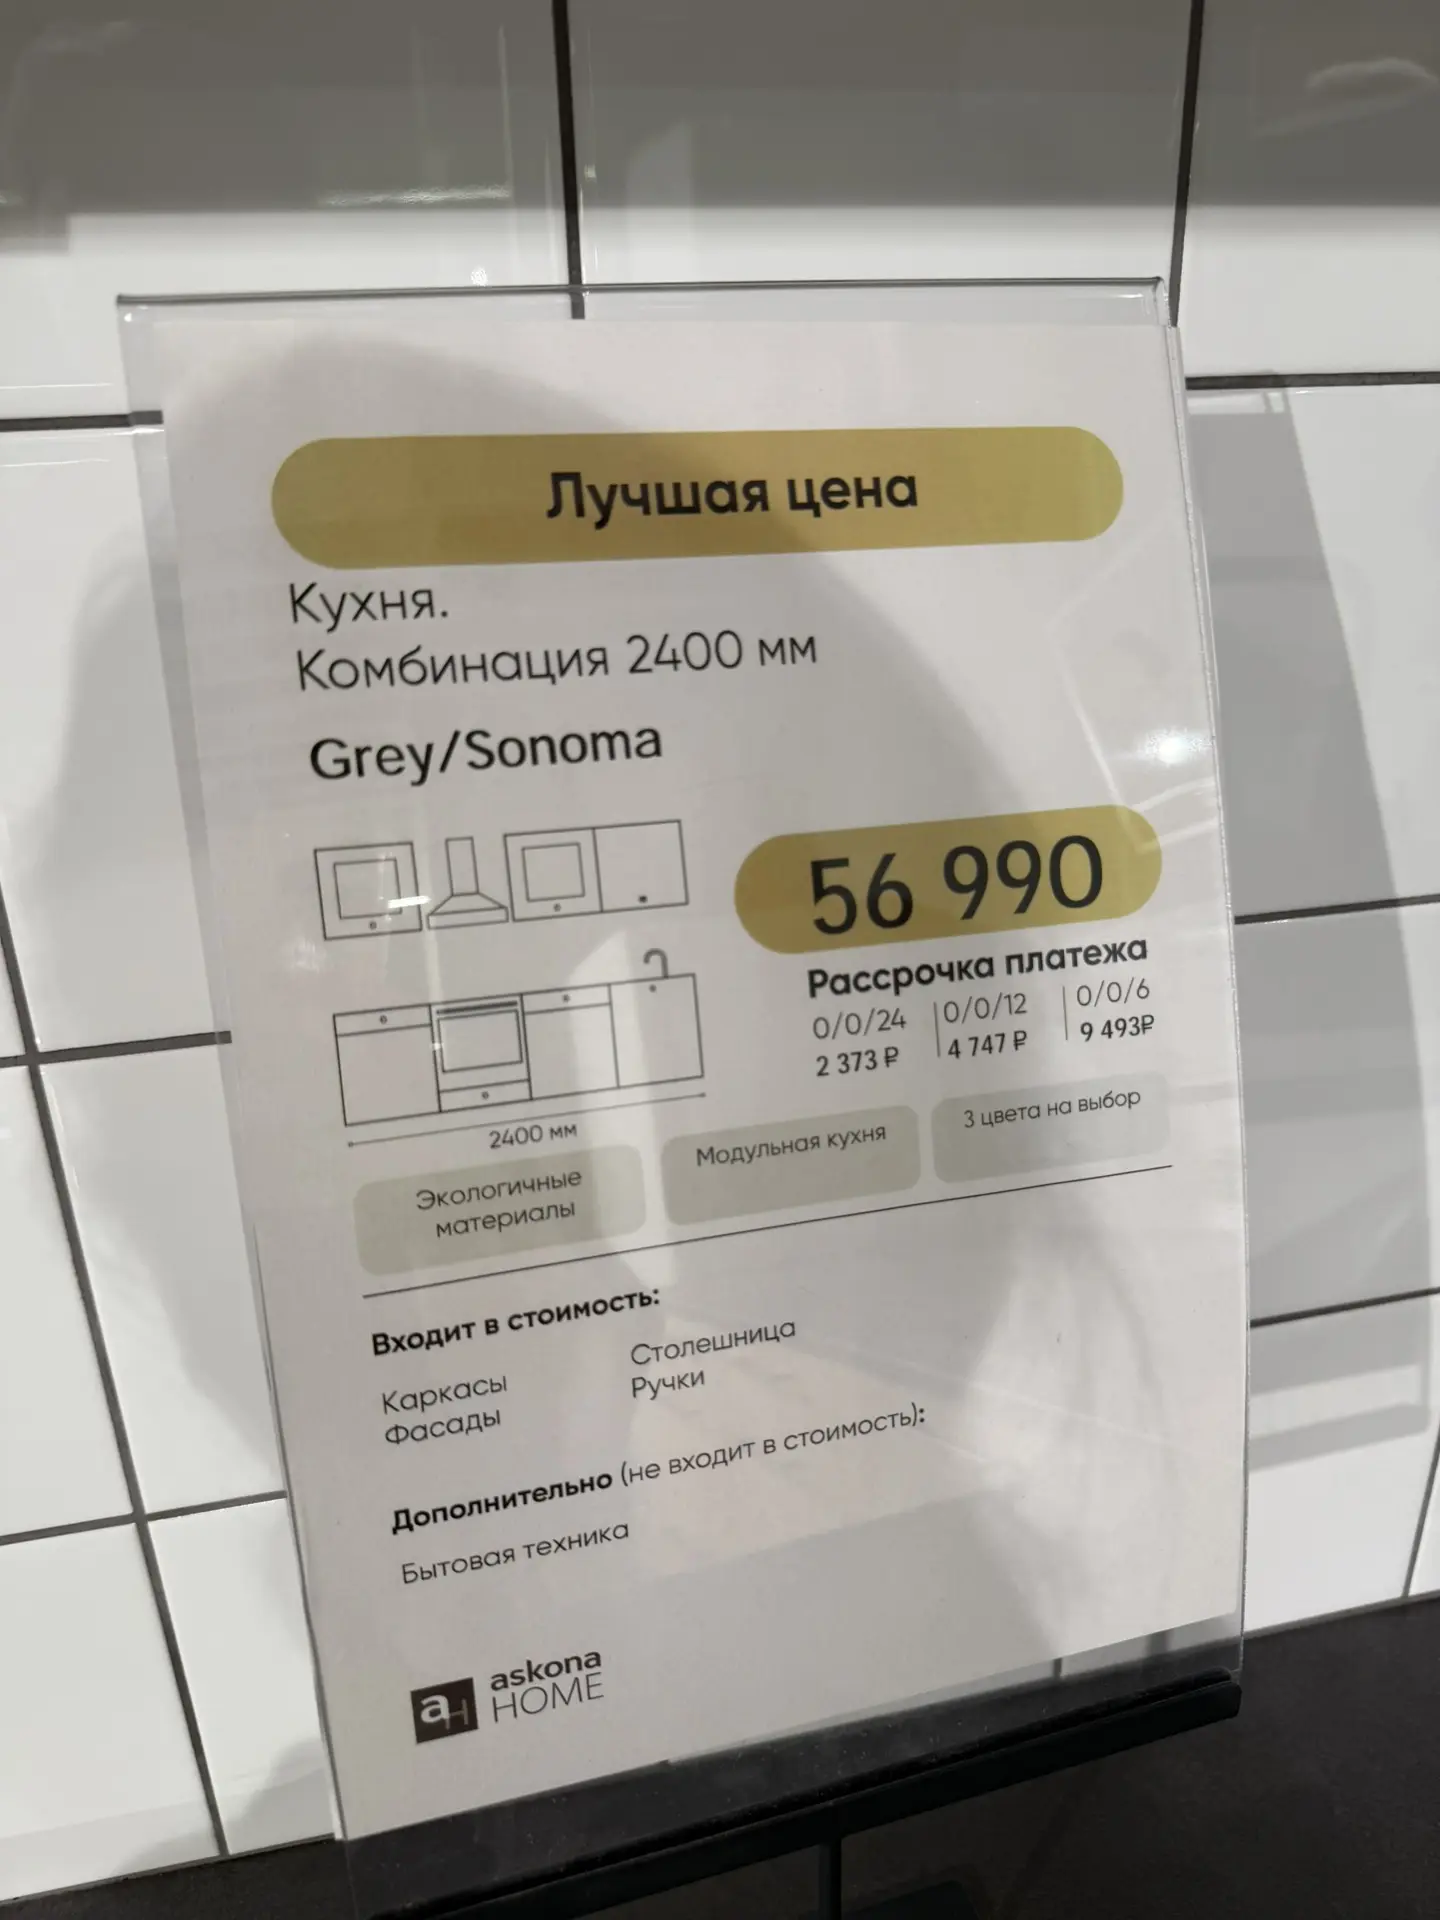 Лучшая цена
Кухня.
Комбинация 2400 мм
Grey/Sonoma
56 990
Рассрочка платежа
0/0/24 0/0/12 0/0/6
2 373 ₽ 4 747 ₽ 9 493₽
2400 мм
Экологичные
материалы
Модульная кухня
3 цвета на выбор
Входит в стоимость:
Каркасы
Фасады
Столешница
Ручки
Дополнительно (не входит в стоимость):
Бытовая техника
aH
askona
HOME